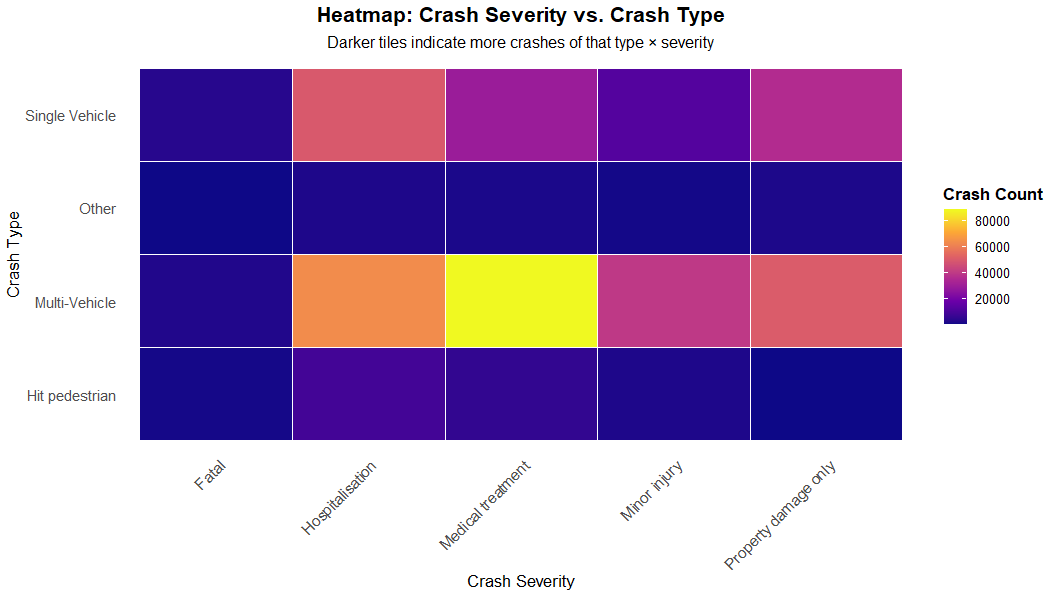 Heatmap: Crash Severity vs. Crash Type
Darker tiles indicate more crashes of that type × severity
Crash Type
Single Vehicle
Other
Multi-Vehicle
Hit pedestrian
Fatal
Hospitalisation
Medical treatment
Minor injury
Property damage only
Crash Severity
Crash Count
80000
60000
40000
20000